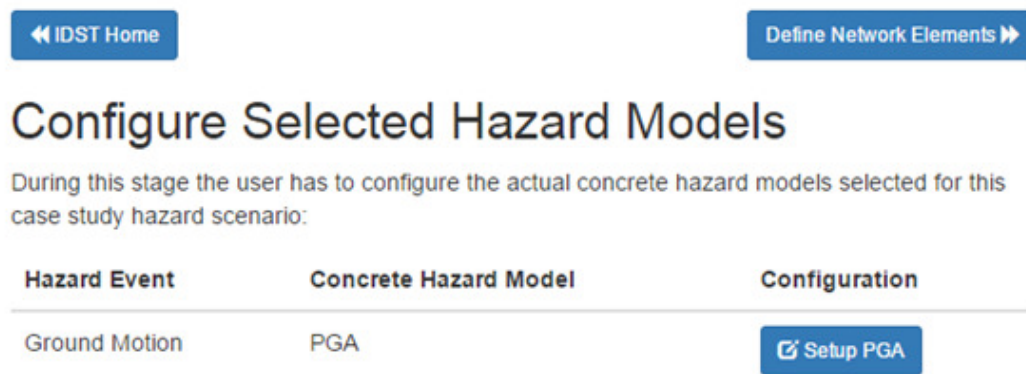 IDST Home
Define Network Elements
Configure Selected Hazard Models
During this stage the user has to configure the actual concrete hazard models selected for this
case study hazard scenario:
Hazard Event Concrete Hazard Model Configuration
Ground Motion PGA Setup PGA